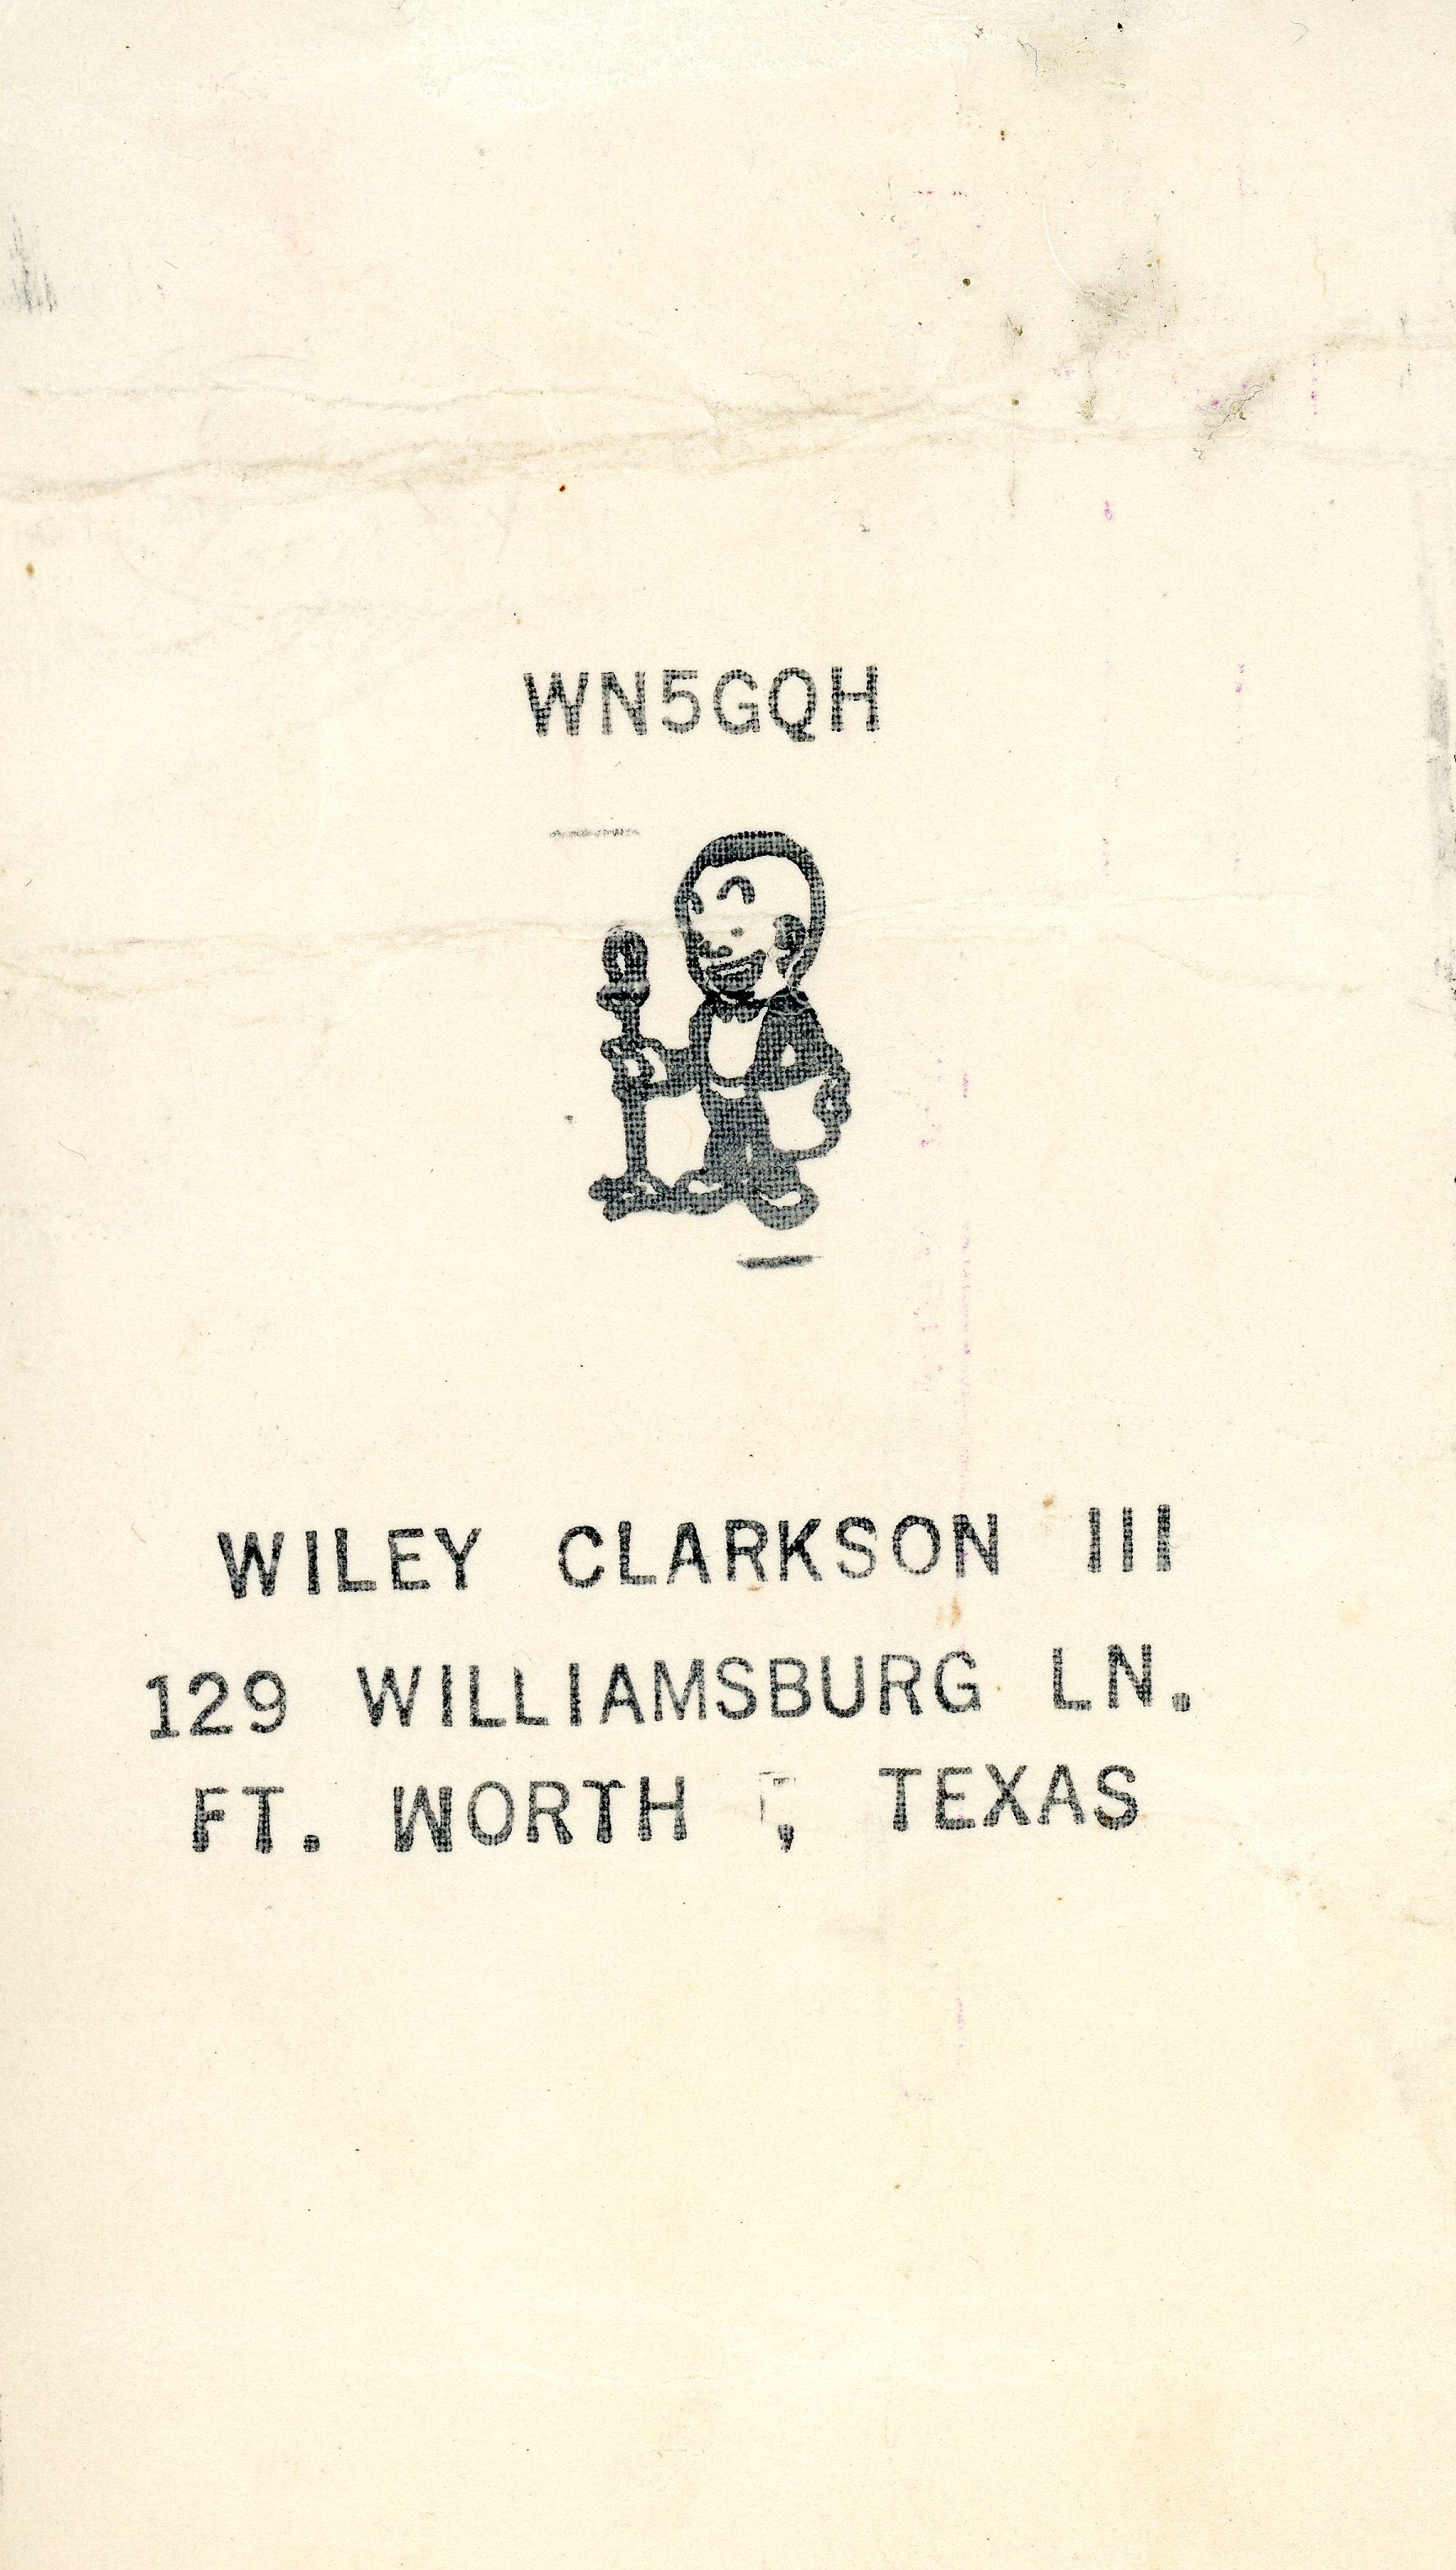 WN5GQH
WILEY CLARKSON III
129 WILLIAMSBURG LN.
FT. WORTH , TEXAS